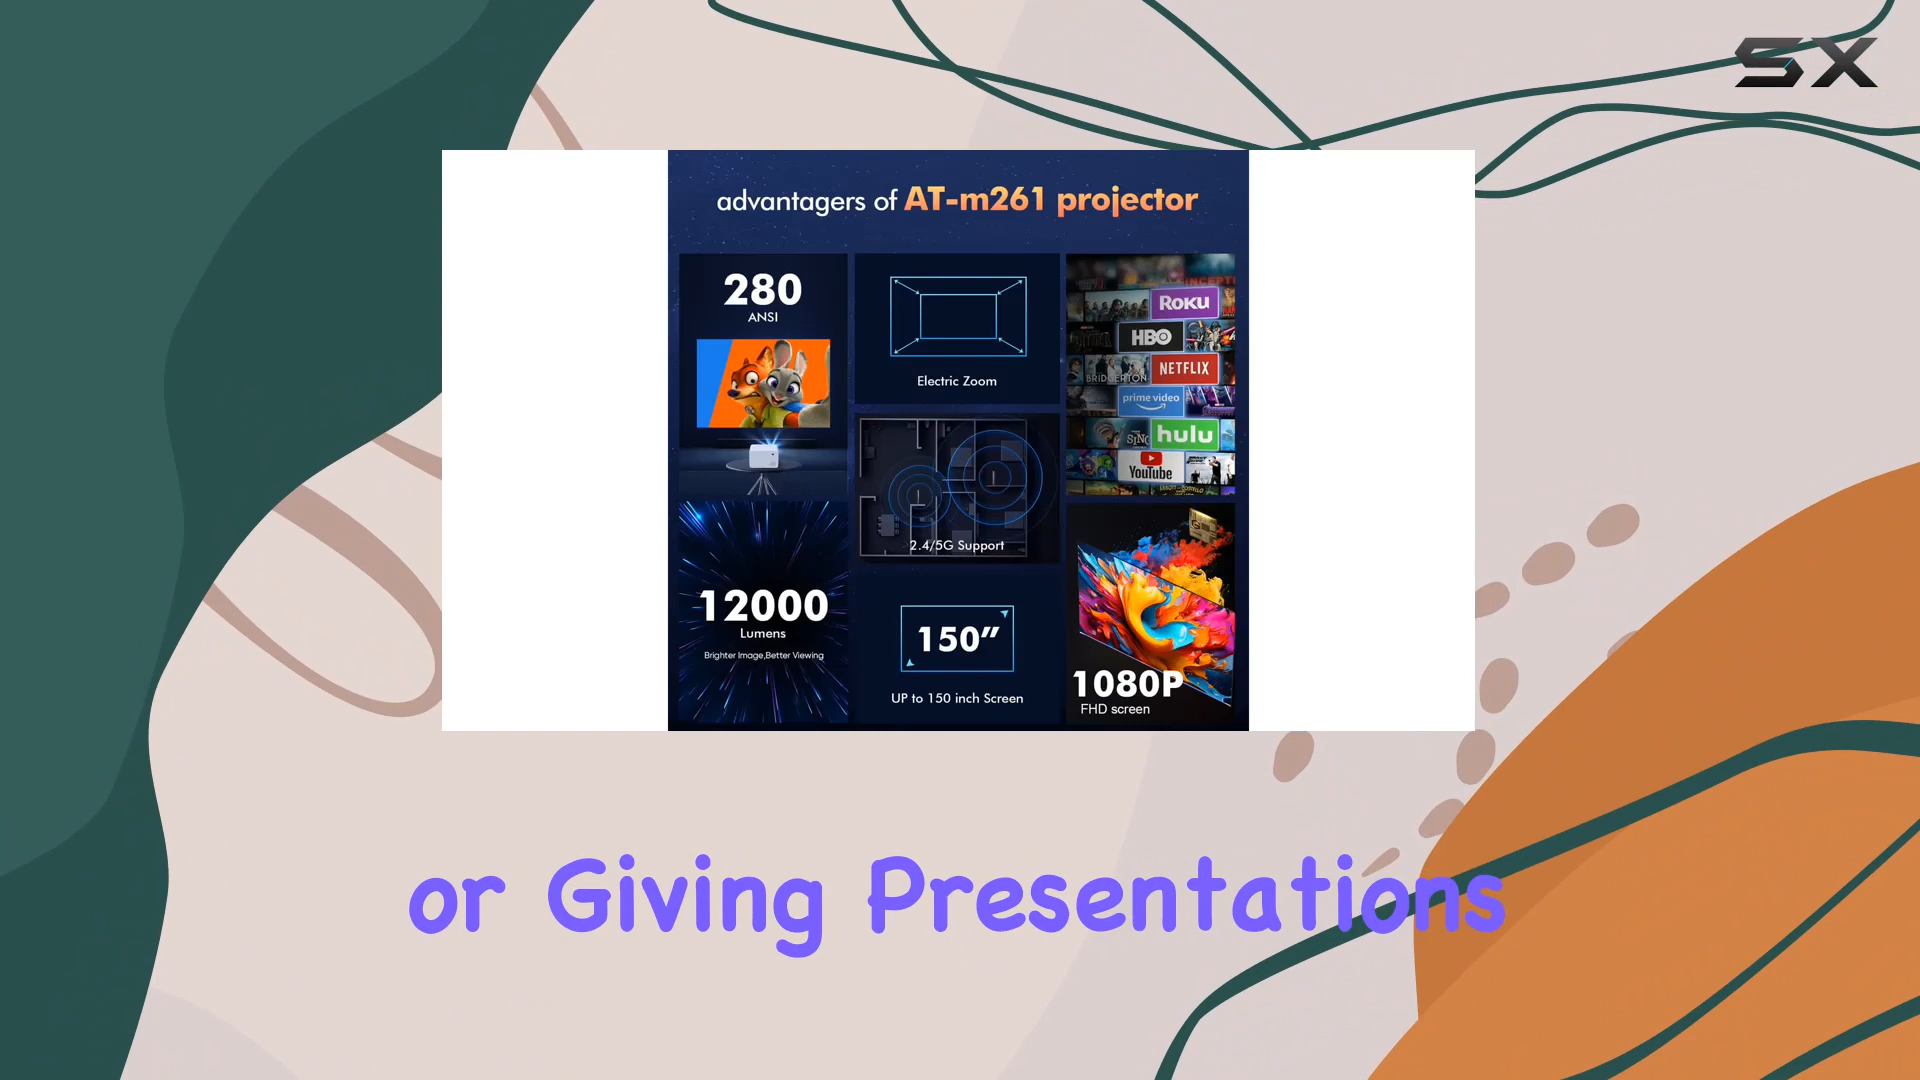 SX
advantagers of AT-m261 projector
280
ANSI
Electric Zoom
ROKU
HBO
BRIDGERTON
NETFLIX
prime video
SING
hulu
YouTube
2.4/5G Support
12000
Lumens
Brighter Image,Better Viewing
150″
UP to 150 inch Screen
1080P
FHD screen
or Giving Presentations